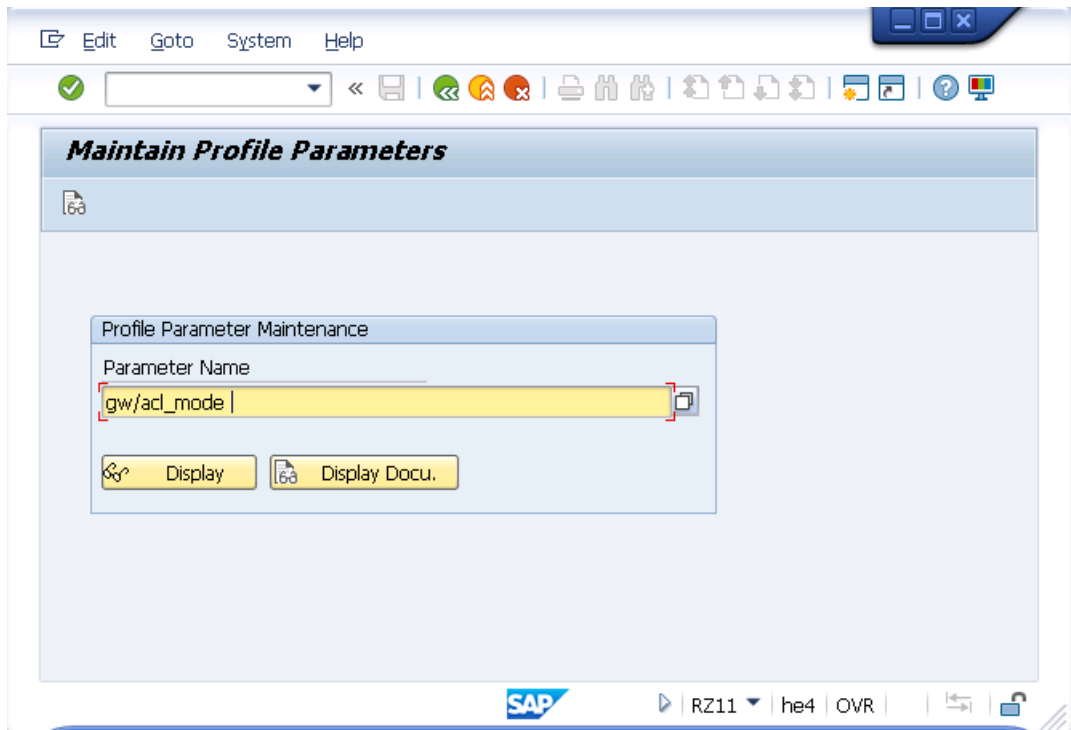 Edit Goto System Help
Maintain Profile Parameters
Profile Parameter Maintenance
Parameter Name
gw/acl_mode
Display Display Docu.
SAP RZ11 he4 OVR